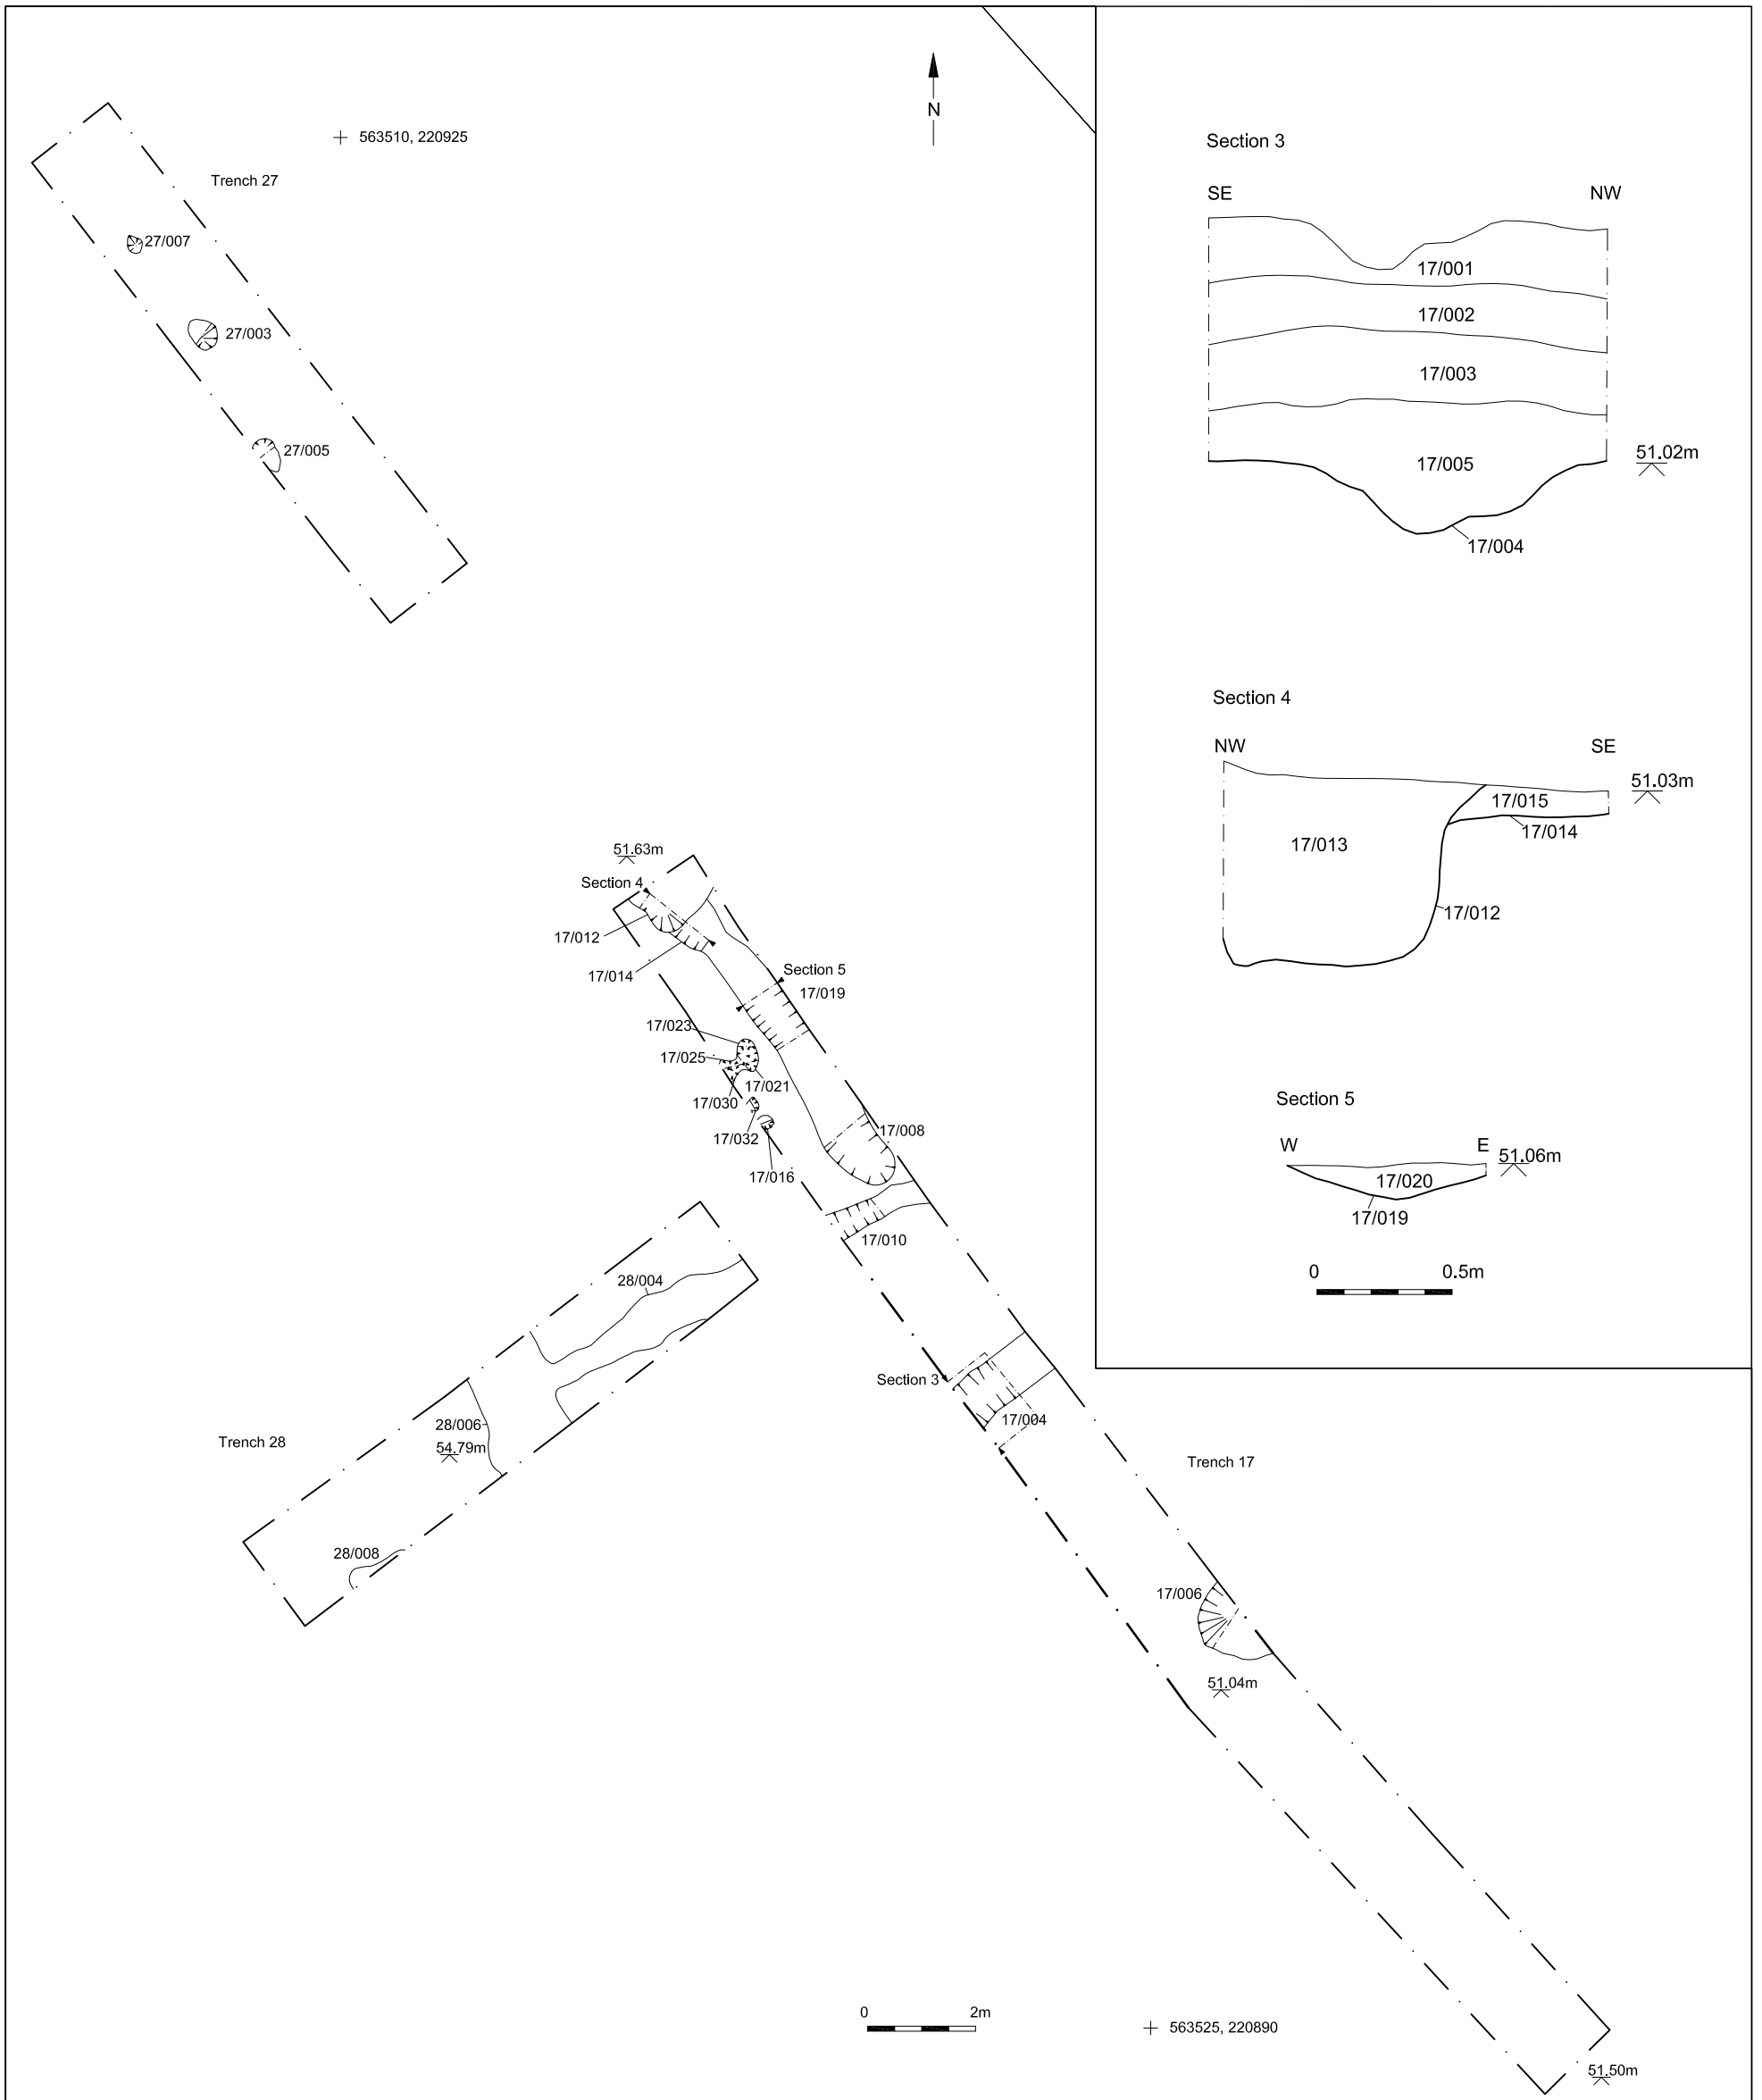 N
563510, 220925
Trench 27
27/007
27/003
27/005
51.63m
Section 4
17/012
17/014
Section 5
17/019
17/023
17/025
17/021
17/030
17/032
17/016
17/008
17/010
28/004
28/006
54.79m
Trench 28
28/008
Section 3
17/004
Trench 17
17/006
51.04m
0 2m
563525, 220890
51.50m
Section 3
SE NW
17/001
17/002
17/003
17/005
51.02m
17/004
Section 4
NW SE
51.03m
17/015
17/014
17/013
17/012
Section 5
W E
51.06m
17/020
17/019
0 0.5m